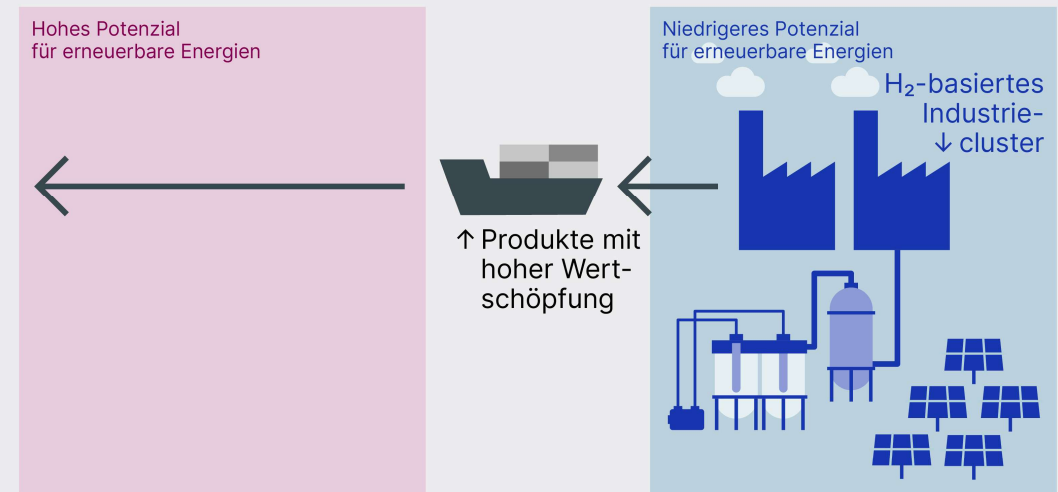 Hohes Potenzial
für erneuerbare Energien
Niedrigeres Potenzial
für erneuerbare Energien
H₂-basiertes
Industrie-
↓ cluster
↑ Produkte mit
hoher Wert-
schöpfung